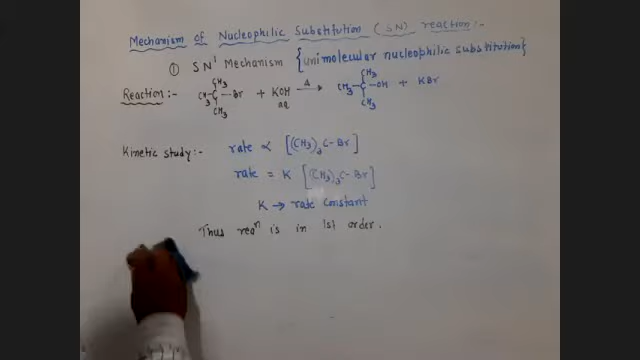 Mechanism of Nucleophilic Substitution (SN) reaction :-
① SN¹ Mechanism {unimolecular nucleophilic substitution}
Reaction :- CH₃-C(CH₃)(CH₃)-Br + KOH aq →Δ CH₃-C(CH₃)(CH₃)-OH + KBr
Kinetic study :- rate ∝ [(CH₃)₃C-Br]
rate = K [(CH₃)₃C-Br]
K → rate constant
Thus reaⁿ is in 1st order.